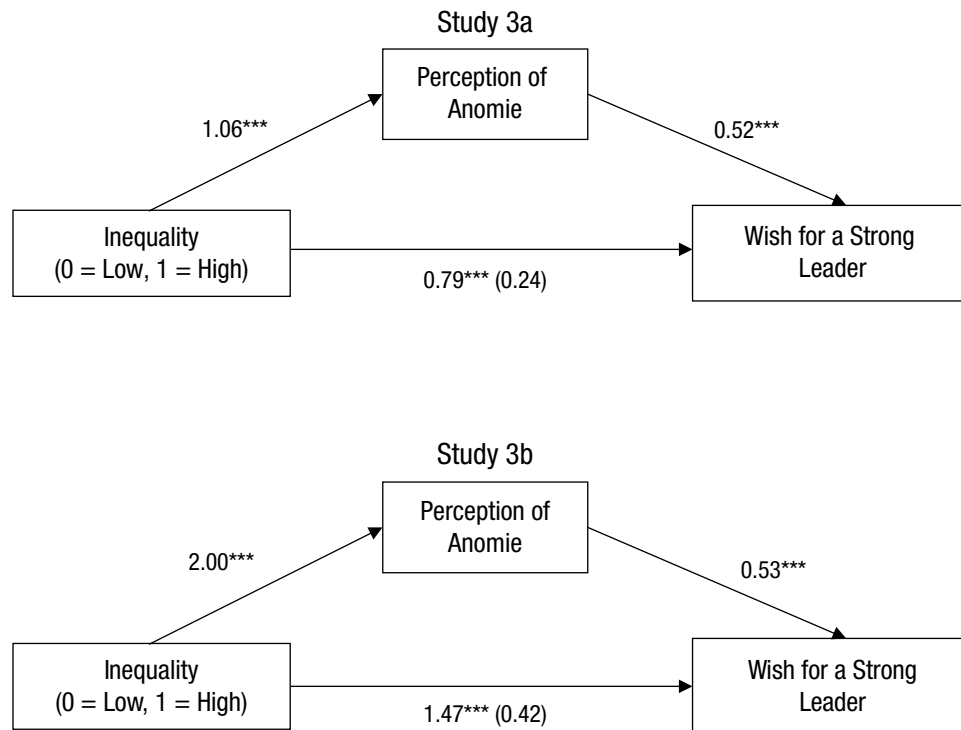 Study 3a
Perception of
Anomie
1.06***
0.52***
Inequality
(0 = Low, 1 = High)
Wish for a Strong
Leader
0.79*** (0.24)
Study 3b
Perception of
Anomie
2.00***
0.53***
Inequality
(0 = Low, 1 = High)
Wish for a Strong
Leader
1.47*** (0.42)